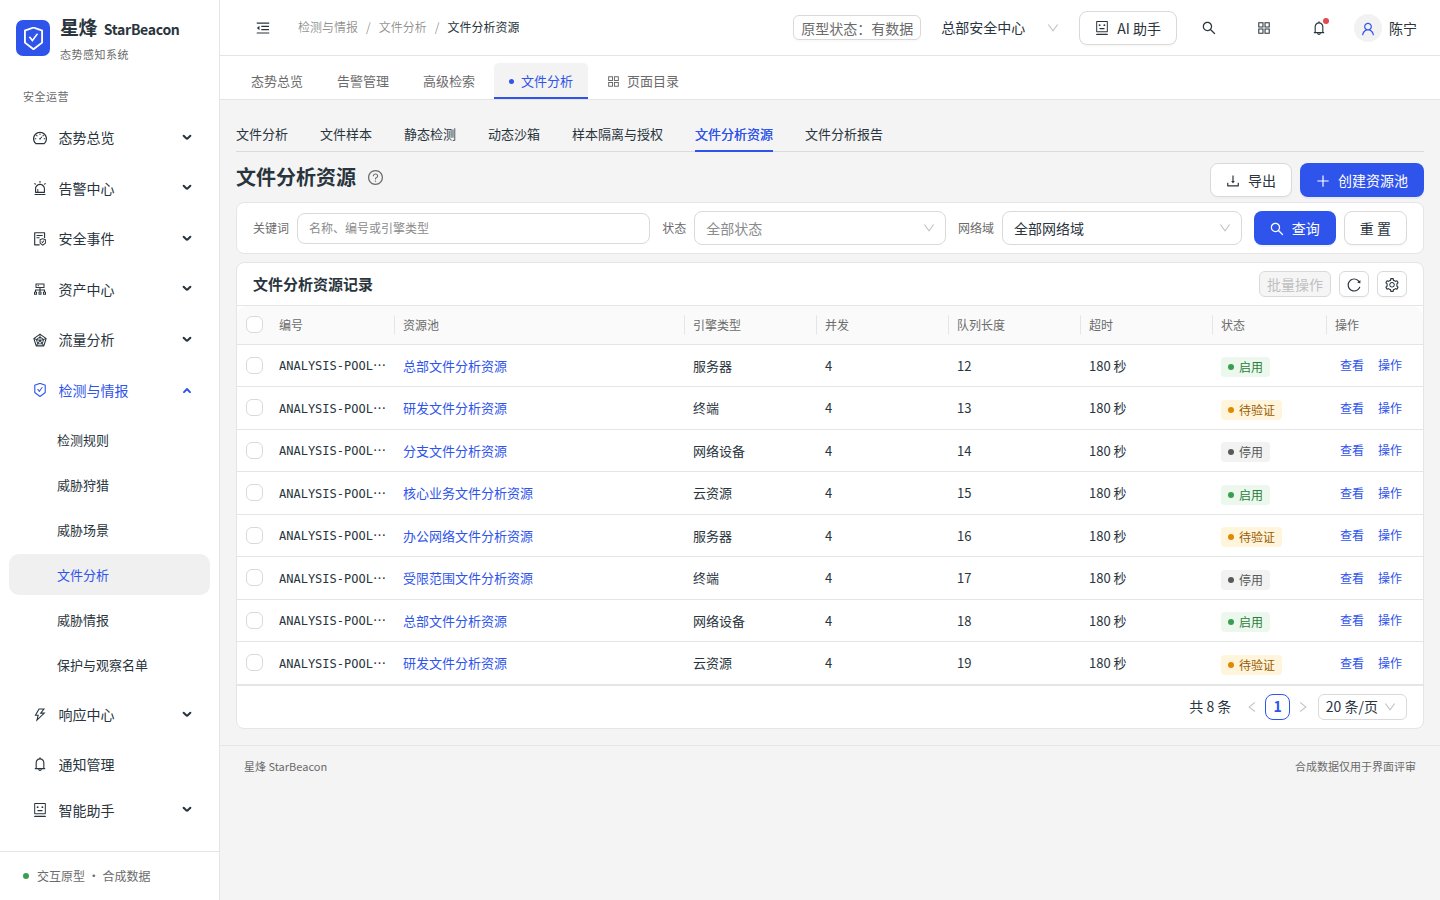 星烽 StarBeacon
态势感知系统
安全运营
态势总览
告警中心
安全事件
资产中心
流量分析
检测与情报
检测规则
威胁狩猎
威胁场景
文件分析
威胁情报
保护与观察名单
响应中心
通知管理
智能助手
交互原型 · 合成数据
检测与情报 / 文件分析 / 文件分析资源
原型状态：有数据
总部安全中心
AI 助手
陈宁
态势总览 告警管理 高级检索 文件分析 页面目录
文件分析 文件样本 静态检测 动态沙箱 样本隔离与授权 文件分析资源 文件分析报告
文件分析资源
导出 创建资源池
关键词 名称、编号或引擎类型 状态 全部状态 网络域 全部网络域 查询 重 置
文件分析资源记录
批量操作
编号 资源池 引擎类型 并发 队列长度 超时 状态 操作
ANALYSIS-POOL··· 总部文件分析资源 服务器 4 12 180 秒 启用 查看 操作
ANALYSIS-POOL··· 研发文件分析资源 终端 4 13 180 秒 待验证 查看 操作
ANALYSIS-POOL··· 分支文件分析资源 网络设备 4 14 180 秒 停用 查看 操作
ANALYSIS-POOL··· 核心业务文件分析资源 云资源 4 15 180 秒 启用 查看 操作
ANALYSIS-POOL··· 办公网络文件分析资源 服务器 4 16 180 秒 待验证 查看 操作
ANALYSIS-POOL··· 受限范围文件分析资源 终端 4 17 180 秒 停用 查看 操作
ANALYSIS-POOL··· 总部文件分析资源 网络设备 4 18 180 秒 启用 查看 操作
ANALYSIS-POOL··· 研发文件分析资源 云资源 4 19 180 秒 待验证 查看 操作
共 8 条 1 20 条/页
星烽 StarBeacon
合成数据仅用于界面评审